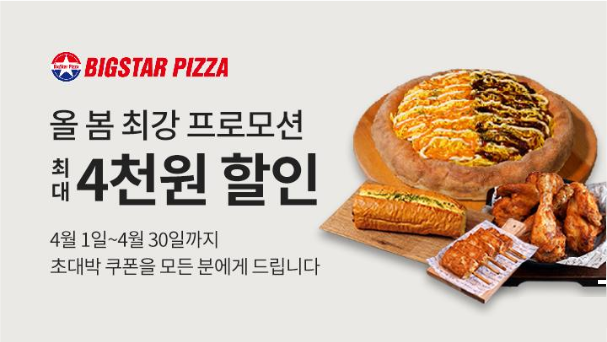 BIGSTAR PIZZA
올 봄 최강 프로모션
최대 4천원 할인
4월 1일~4월 30일까지
초대박 쿠폰을 모든 분에게 드립니다